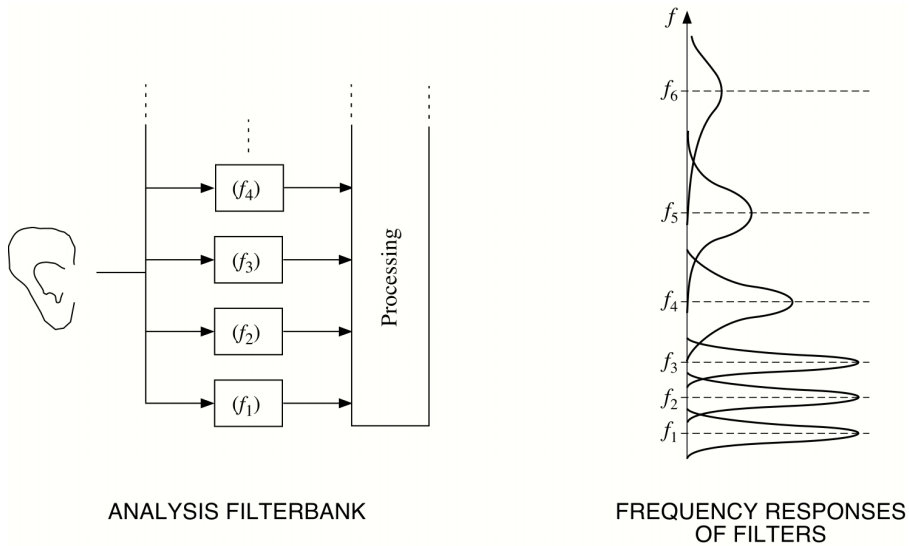 (f4)
(f3)
(f2)
(f1)
Processing
ANALYSIS FILTERBANK
f
f6
f5
f4
f3
f2
f1
FREQUENCY RESPONSES
OF FILTERS